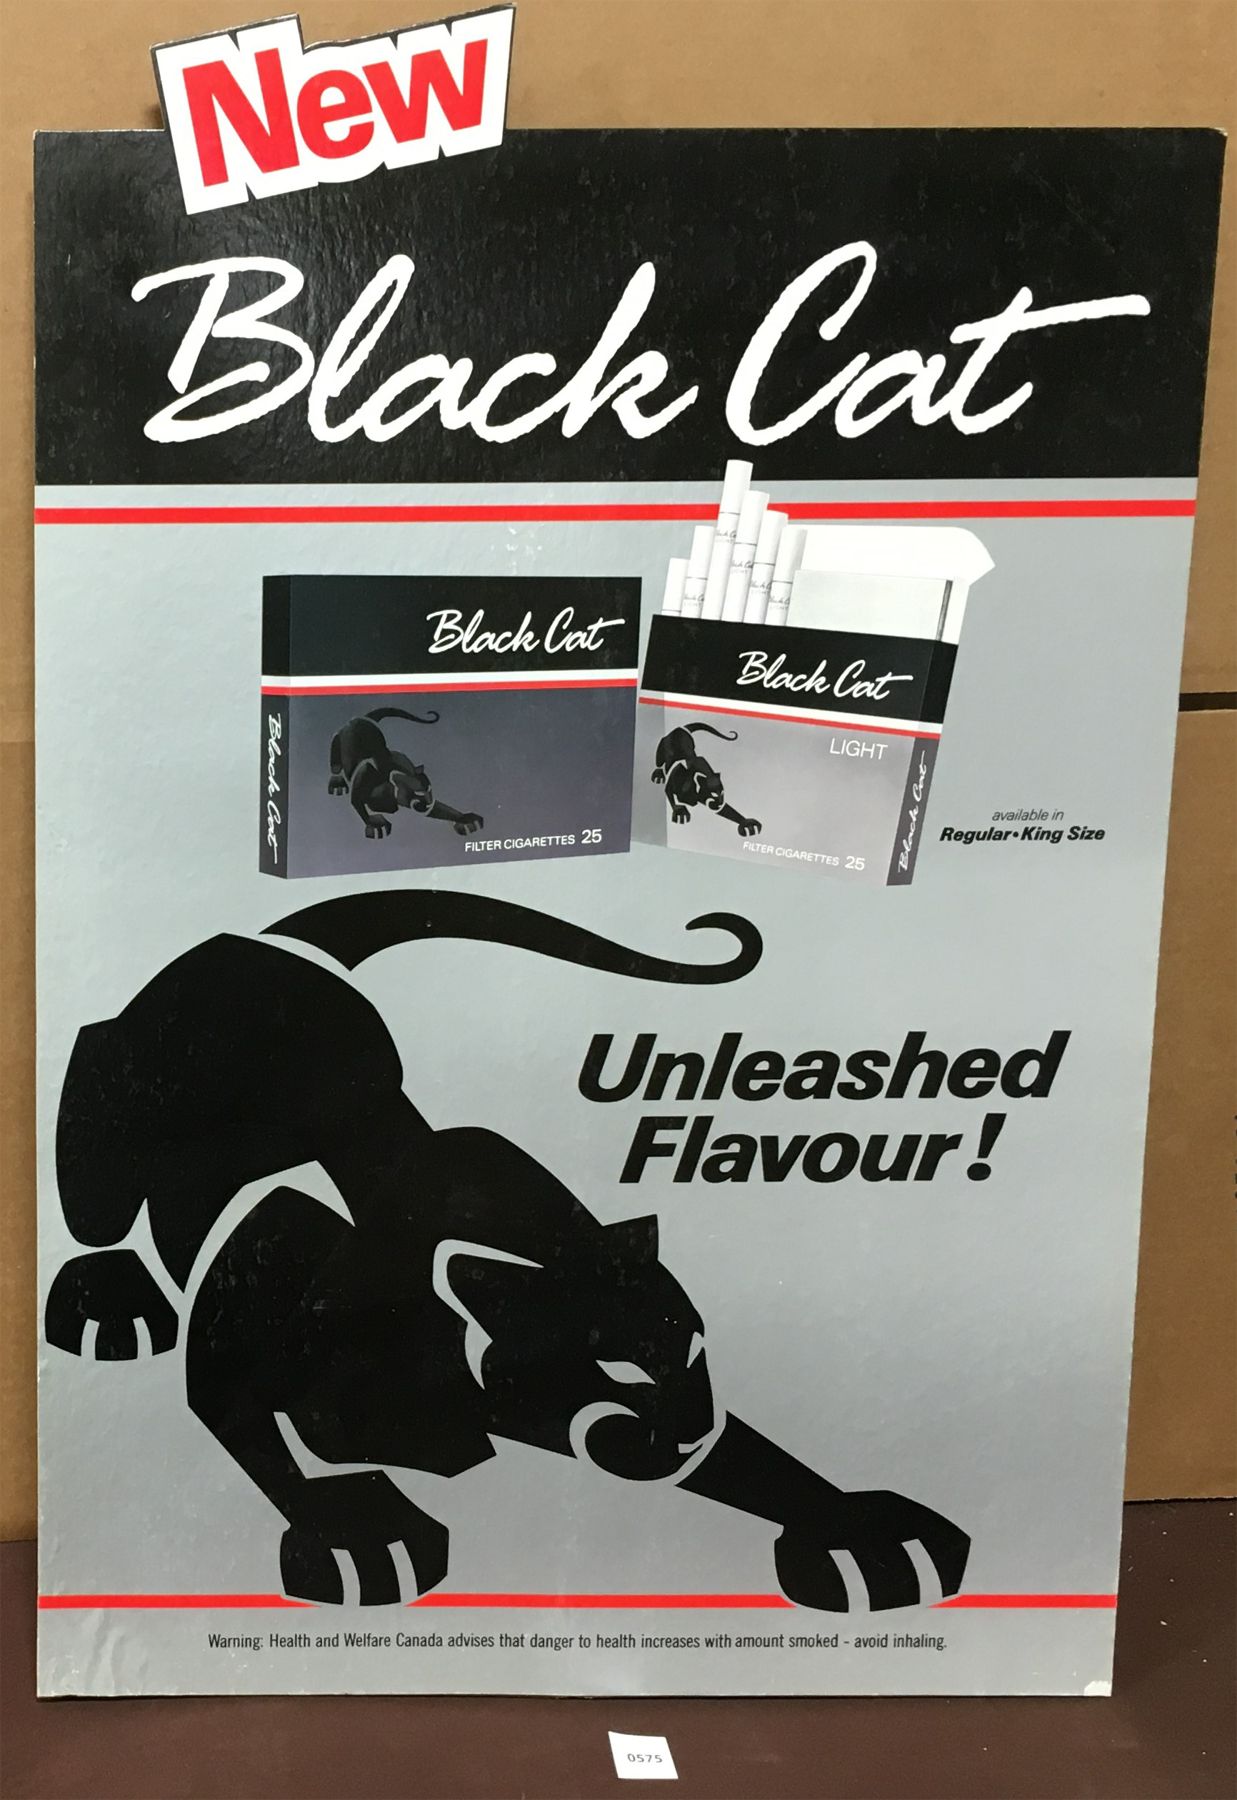 New
Black Cat
Black Cat
Black Cat
FILTER CIGARETTES 25
Black Cat
LIGHT
FILTER CIGARETTES 25
Black Cat
available in
Regular • King Size
Unleashed
Flavour!
Warning: Health and Welfare Canada advises that danger to health increases with amount smoked - avoid inhaling.
0575